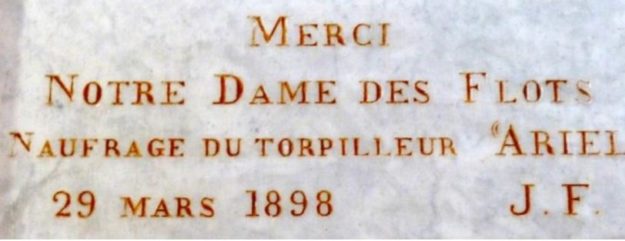 MERCI
NOTRE DAME DES FLOTS
NAUFRAGE DU TORPILLEUR "ARIEL
29 MARS 1898 J.F.